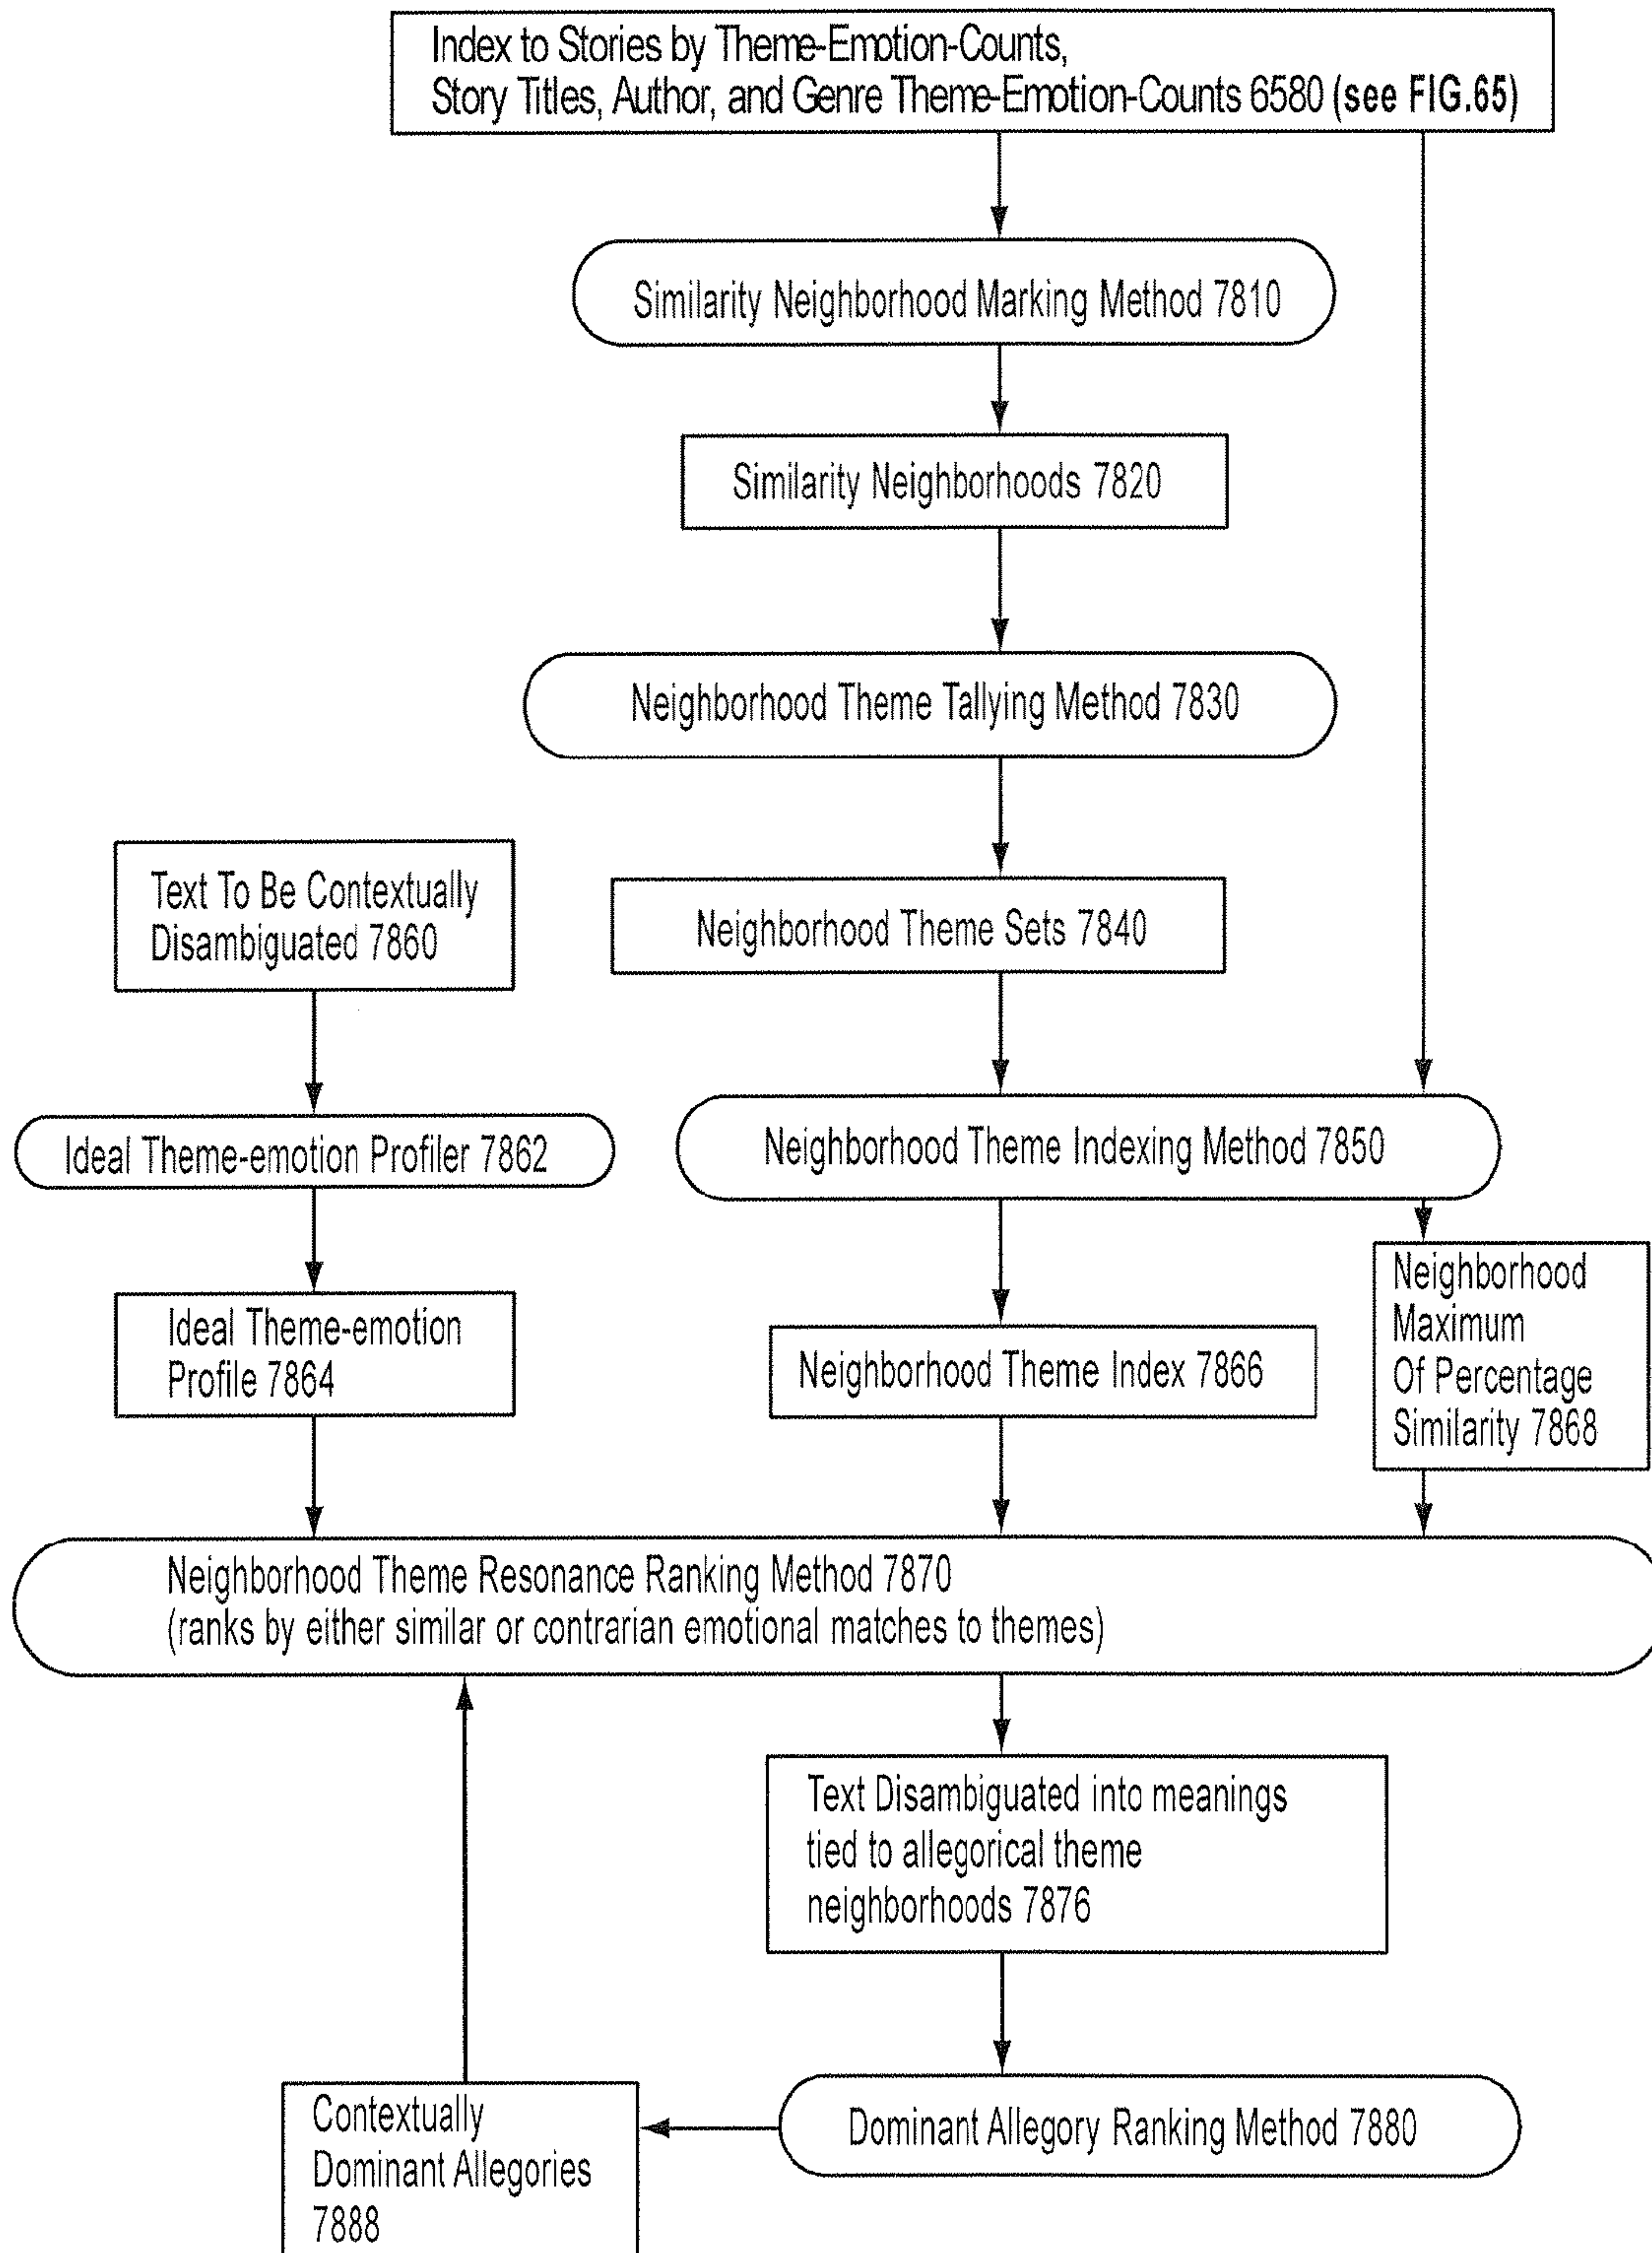 Index to Stories by Theme-Emotion-Counts,
Story Titles, Author, and Genre Theme-Emotion-Counts 6580 (see FIG.65)
Similarity Neighborhood Marking Method 7810
Similarity Neighborhoods 7820
Neighborhood Theme Tallying Method 7830
Text To Be Contextually
Disambiguated 7860
Neighborhood Theme Sets 7840
Ideal Theme-emotion Profiler 7862
Neighborhood Theme Indexing Method 7850
Ideal Theme-emotion
Profile 7864
Neighborhood Theme Index 7866
Neighborhood
Maximum
Of Percentage
Similarity 7868
Neighborhood Theme Resonance Ranking Method 7870
(ranks by either similar or contrarian emotional matches to themes)
Text Disambiguated into meanings
tied to allegorical theme
neighborhoods 7876
Dominant Allegory Ranking Method 7880
Contextually
Dominant Allegories
7888